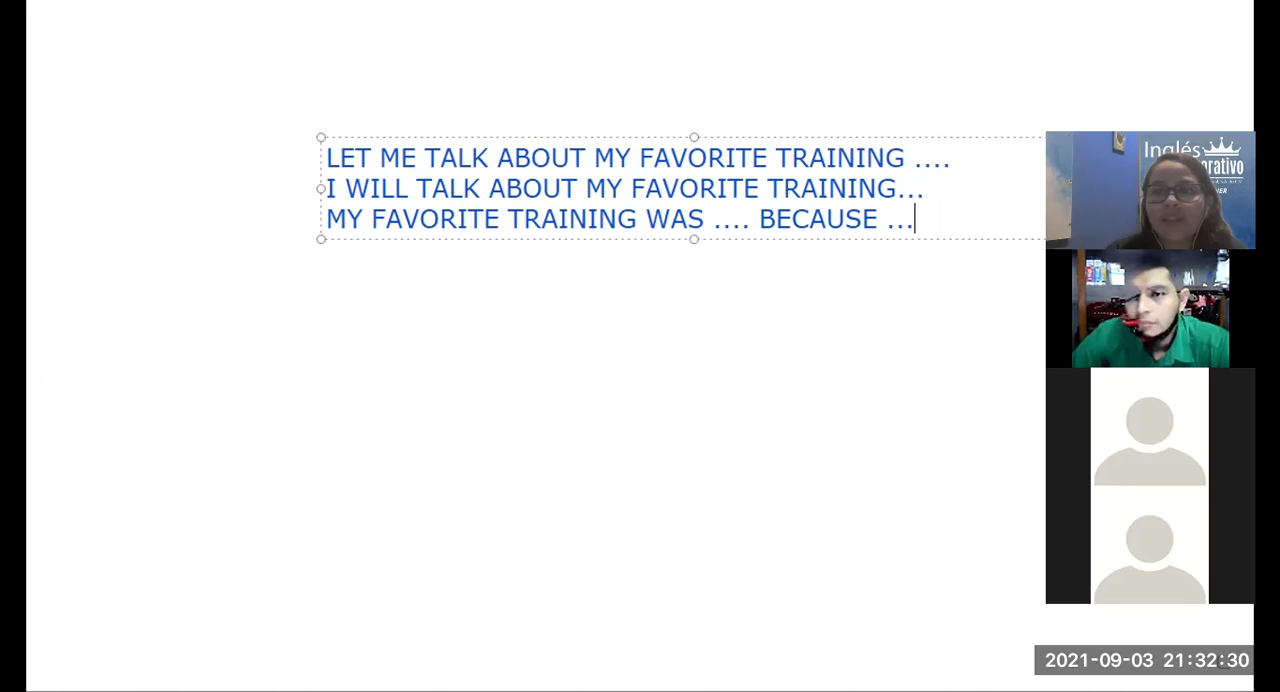 LET ME TALK ABOUT MY FAVORITE TRAINING ....
I WILL TALK ABOUT MY FAVORITE TRAINING...
MY FAVORITE TRAINING WAS .... BECAUSE ...
Inglés
2021-09-03 21:32:30